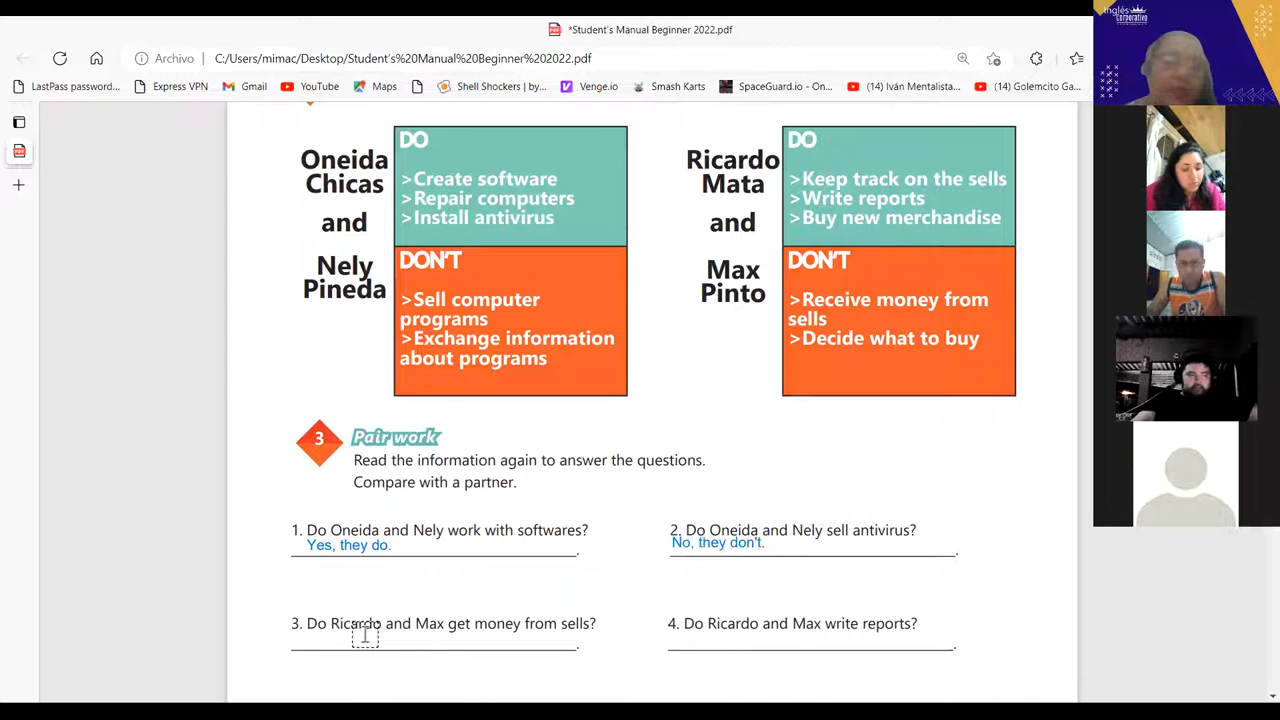 *Student's Manual Beginner 2022.pdf
Archivo
C:/Users/mimac/Desktop/Student's%20Manual%20Beginner%202022.pdf
LastPass password...
Express VPN
Gmail
YouTube
Maps
Shell Shockers | by...
Venge.io
Smash Karts
SpaceGuard.io - On...
(14) Iván Mentalista...
(14) Golemcito Ga...
Inglés
Corporativo
Oneida
Chicas
and
Nely
Pineda
DO
>Create software
>Repair computers
>Install antivirus
DON'T
>Sell computer
programs
>Exchange information
about programs
Ricardo
Mata
and
Max
Pinto
DO
>Keep track on the sells
>Write reports
>Buy new merchandise
DON'T
>Receive money from
sells
>Decide what to buy
3
Pair work
Read the information again to answer the questions.
Compare with a partner.
1. Do Oneida and Nely work with softwares?
Yes, they do.
2. Do Oneida and Nely sell antivirus?
No, they don't.
3. Do Ricardo and Max get money from sells?
4. Do Ricardo and Max write reports?